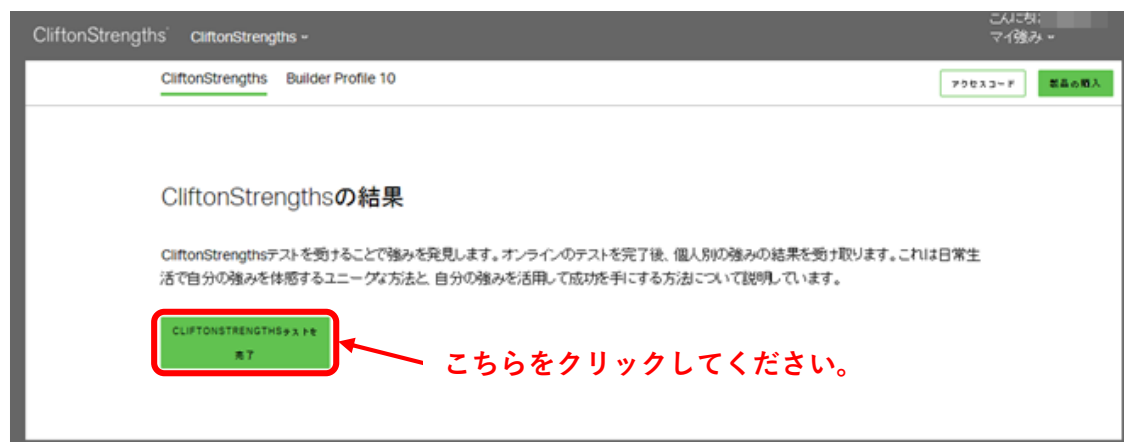 こんにちは
CliftonStrengths CliftonStrengths
マイ強み
CliftonStrengths Builder Profile 10
アクセスコード 製品の購入
CliftonStrengthsの結果
CliftonStrengthsテストを受けることで強みを発見します。オンラインのテストを完了後、個人別の強みの結果を受け取ります。これは日常生
活で自分の強みを体感するユニークな方法と、自分の強みを活用して成功を手にする方法について説明しています。
CLIFTONSTRENGTHSテストを
完了
こちらをクリックしてください。